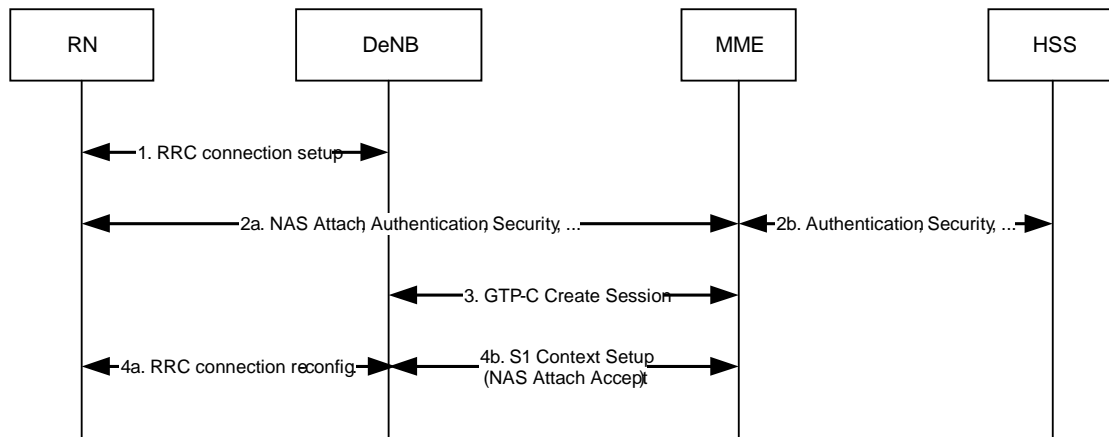 RN
DeNB
MME
HSS
1. RRC connection setup
2a. NAS Attach, Authentication, Security, ...
2b. Authentication, Security, ...
3. GTP-C Create Session
4a. RRC connection reconfig.
4b. S1 Context Setup
(NAS Attach Accept)